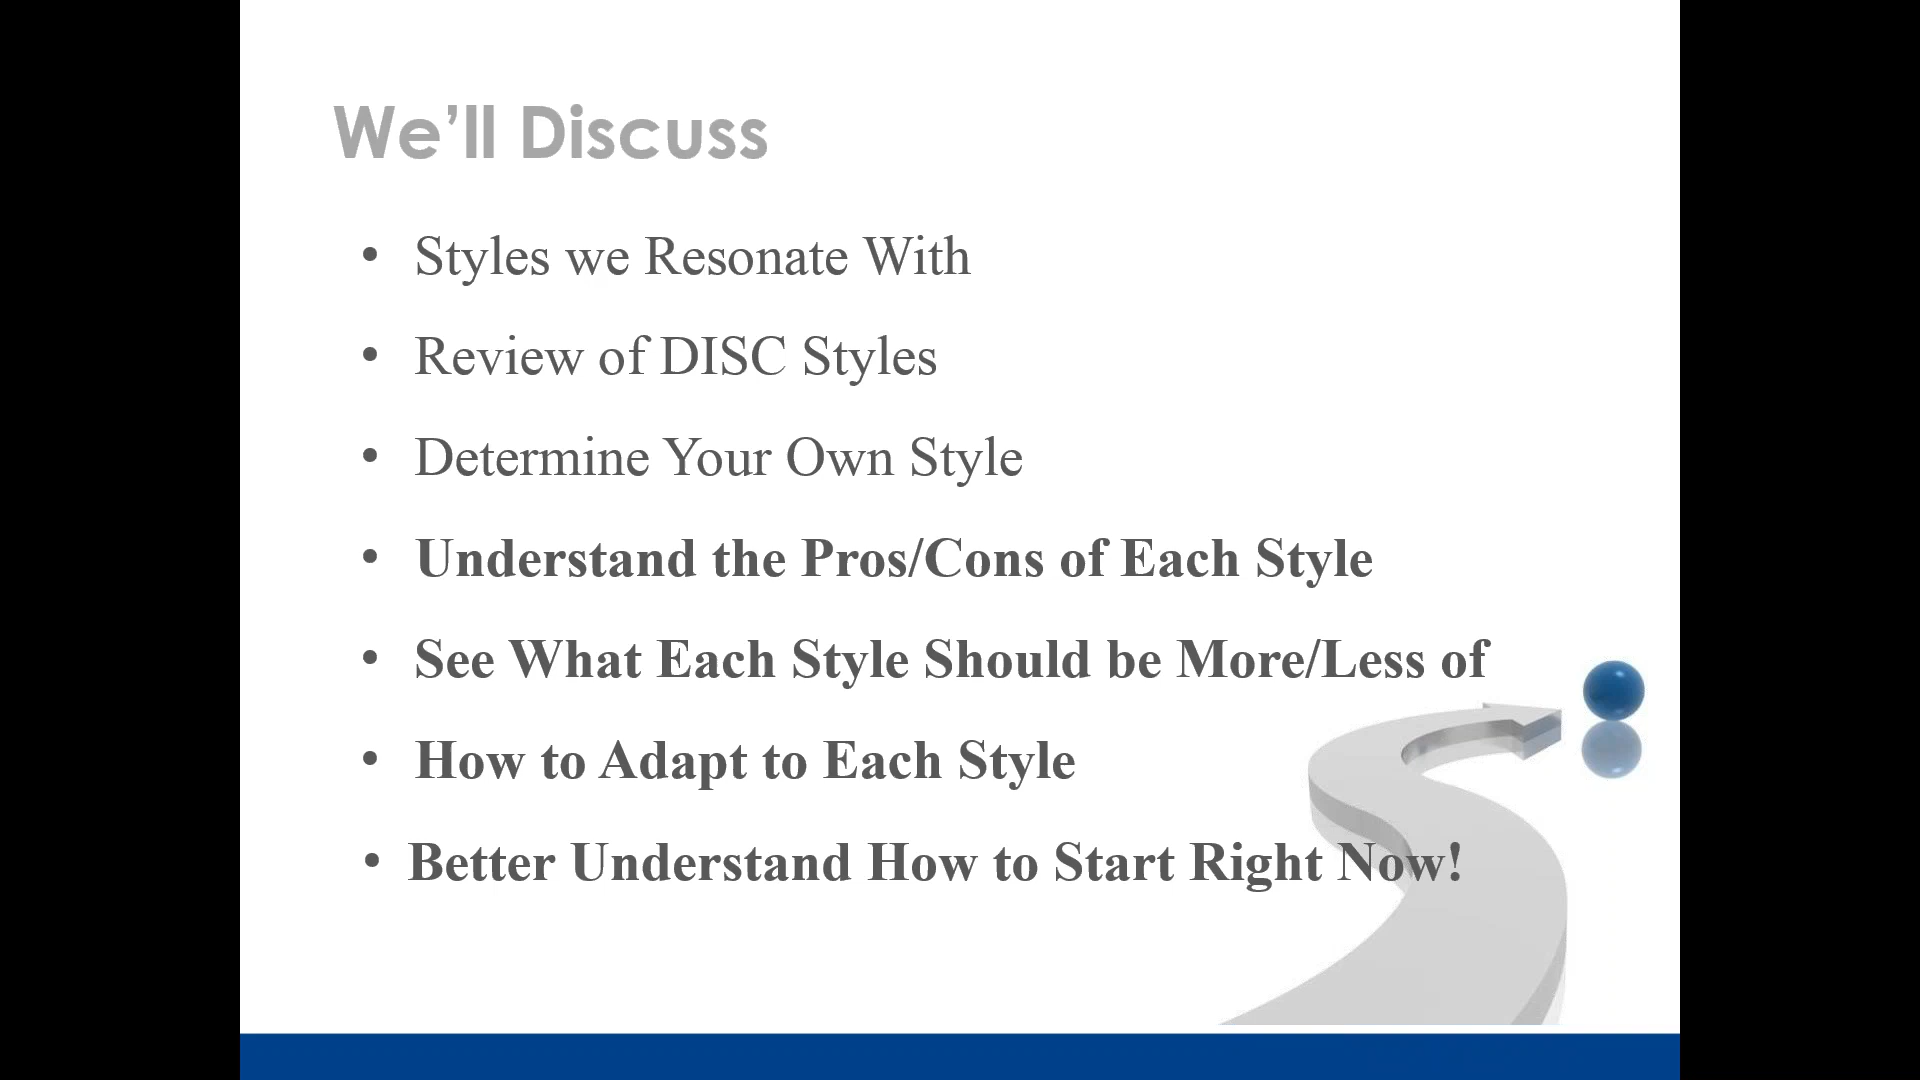 We’ll Discuss
• Styles we Resonate With
• Review of DISC Styles
• Determine Your Own Style
• Understand the Pros/Cons of Each Style
• See What Each Style Should be More/Less of
• How to Adapt to Each Style
• Better Understand How to Start Right Now!